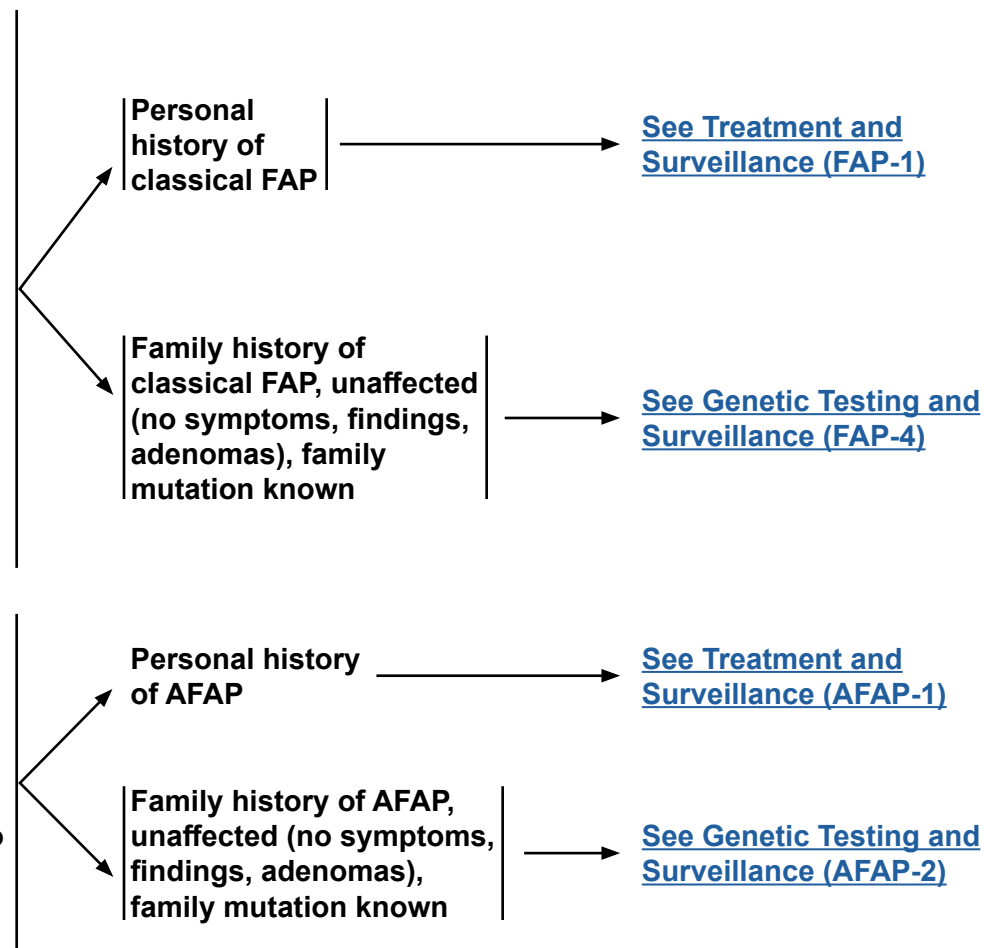 Personal
history of
classical FAP
See Treatment and
Surveillance (FAP-1)
Family history of
classical FAP, unaffected
(no symptoms, findings,
adenomas), family
mutation known
See Genetic Testing and
Surveillance (FAP-4)
Personal history
of AFAP
See Treatment and
Surveillance (AFAP-1)
Family history of AFAP,
unaffected (no symptoms,
findings, adenomas),
family mutation known
See Genetic Testing and
Surveillance (AFAP-2)